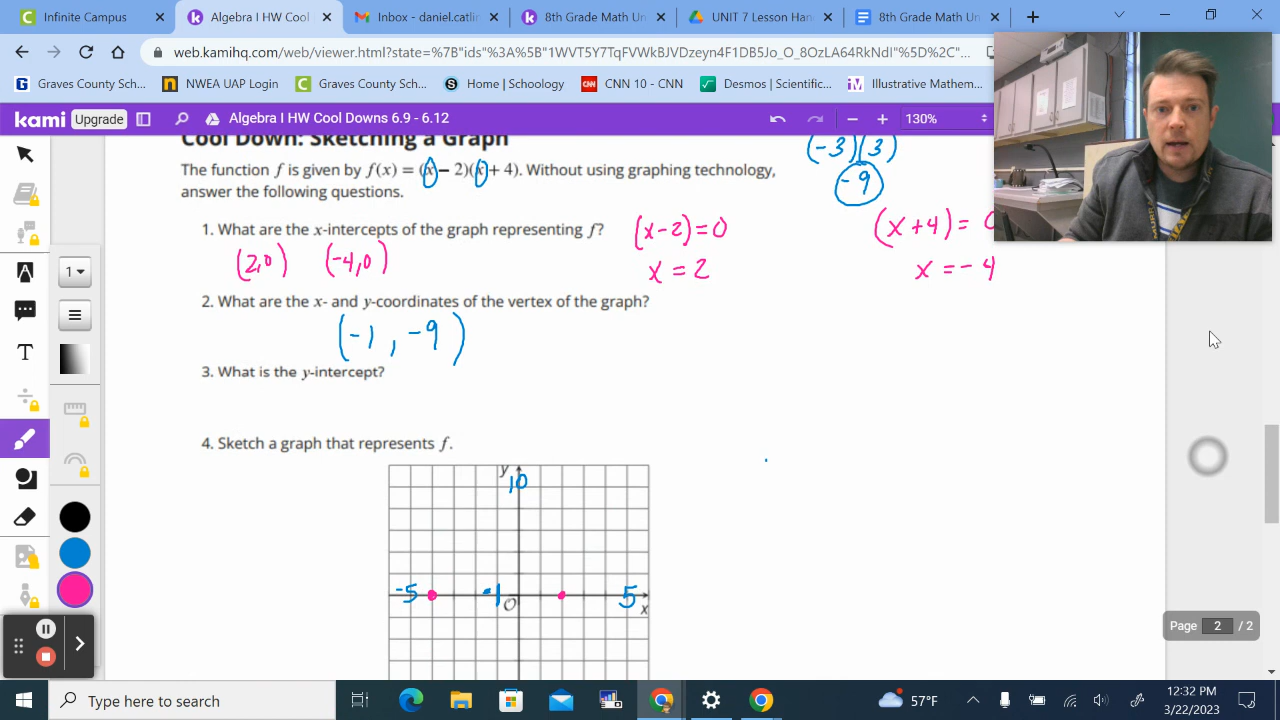 Infinite Campus
Algebra I HW Cool
Inbox - daniel.catlin
8th Grade Math Un
UNIT 7 Lesson Han
8th Grade Math Un
web.kamihq.com/web/viewer.html?state=%7B"ids"%3A%5B"1WVT5Y7TqFVWkBJVDzeyn4F1DB5Jo_O_8OzLA64RkNdI"%5D%2C"...
Graves County Sch...
NWEA UAP Login
Graves County Sch...
Home | Schoology
CNN 10 - CNN
Desmos | Scientific...
Illustrative Mathem...
kami Upgrade
Algebra I HW Cool Downs 6.9 - 6.12
130%
Cool Down: Sketching a Graph
(-3)(3)
-9
The function f is given by f(x) = (x - 2)(x + 4). Without using graphing technology,
answer the following questions.
1. What are the x-intercepts of the graph representing f?
(x-2)=0
(x+4)= 0
(2,0) (-4,0)
x = 2
x = -4
2. What are the x- and y-coordinates of the vertex of the graph?
(-1, -9)
3. What is the y-intercept?
4. Sketch a graph that represents f.
y
10
-5
-1
O
5
x
1
T
Page 2 / 2
Type here to search
57°F
12:32 PM
3/22/2023